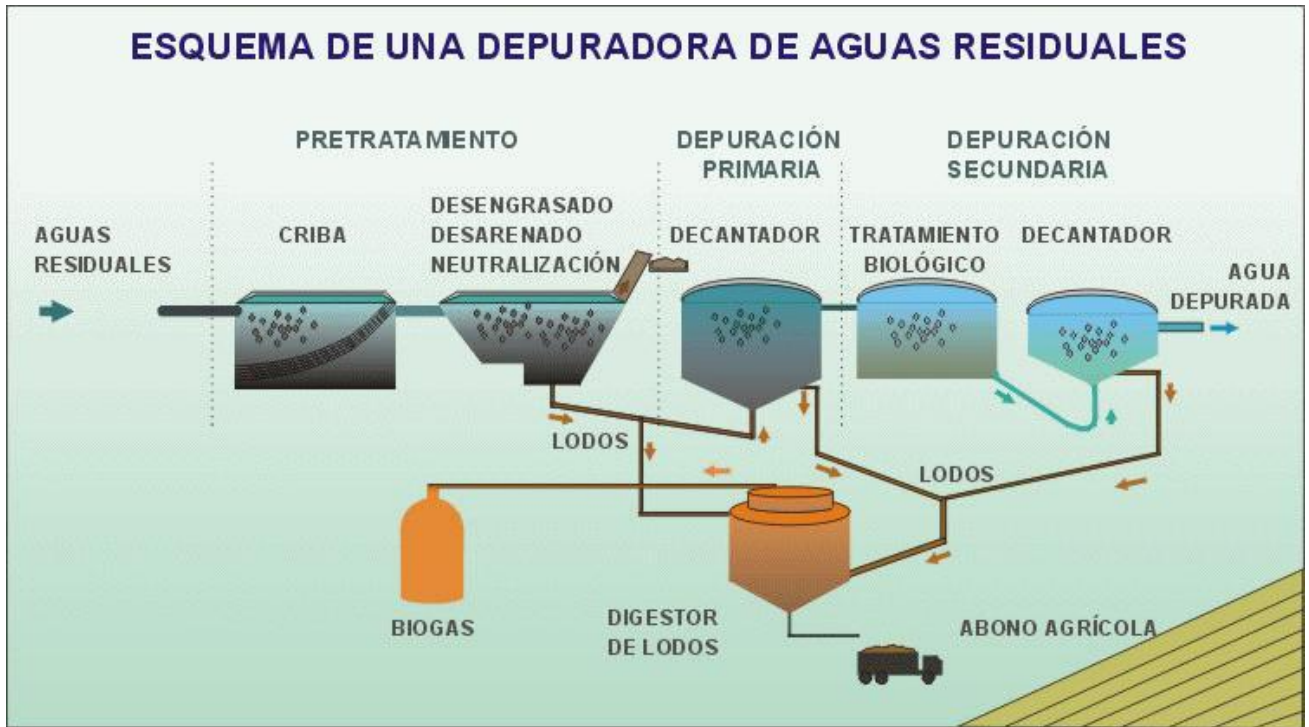 ESQUEMA DE UNA DEPURADORA DE AGUAS RESIDUALES
PRETRATAMIENTO
DEPURACIÓN
PRIMARIA
DEPURACIÓN
SECUNDARIA
AGUAS
RESIDUALES
CRIBA
DESENGRASADO
DESARENADO
NEUTRALIZACIÓN
DECANTADOR
TRATAMIENTO
BIOLÓGICO
DECANTADOR
AGUA
DEPURADA
LODOS
LODOS
BIOGAS
DIGESTOR
DE LODOS
ABONO AGRÍCOLA